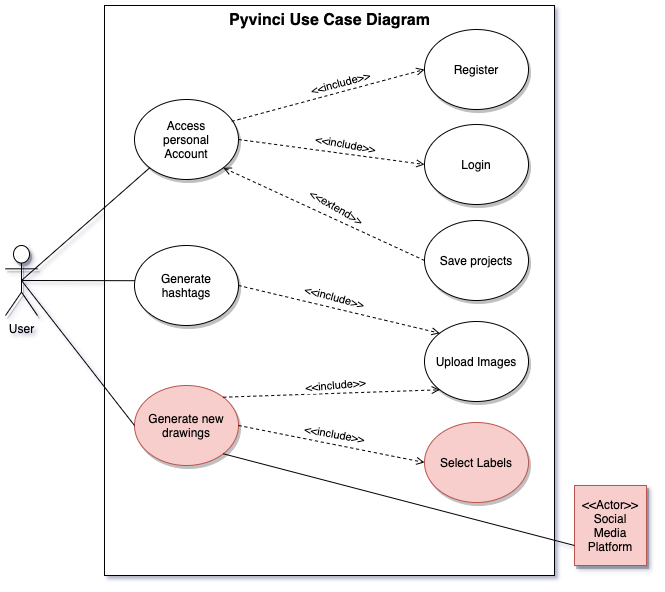 Pyvinci Use Case Diagram
Register
<<include>>
Access
personal
Account
<<include>>
Login
<<extend>>
Save projects
User
Generate
hashtags
<<include>>
Upload Images
<<include>>
Generate new
drawings
<<include>>
Select Labels
<<Actor>>
Social
Media
Platform